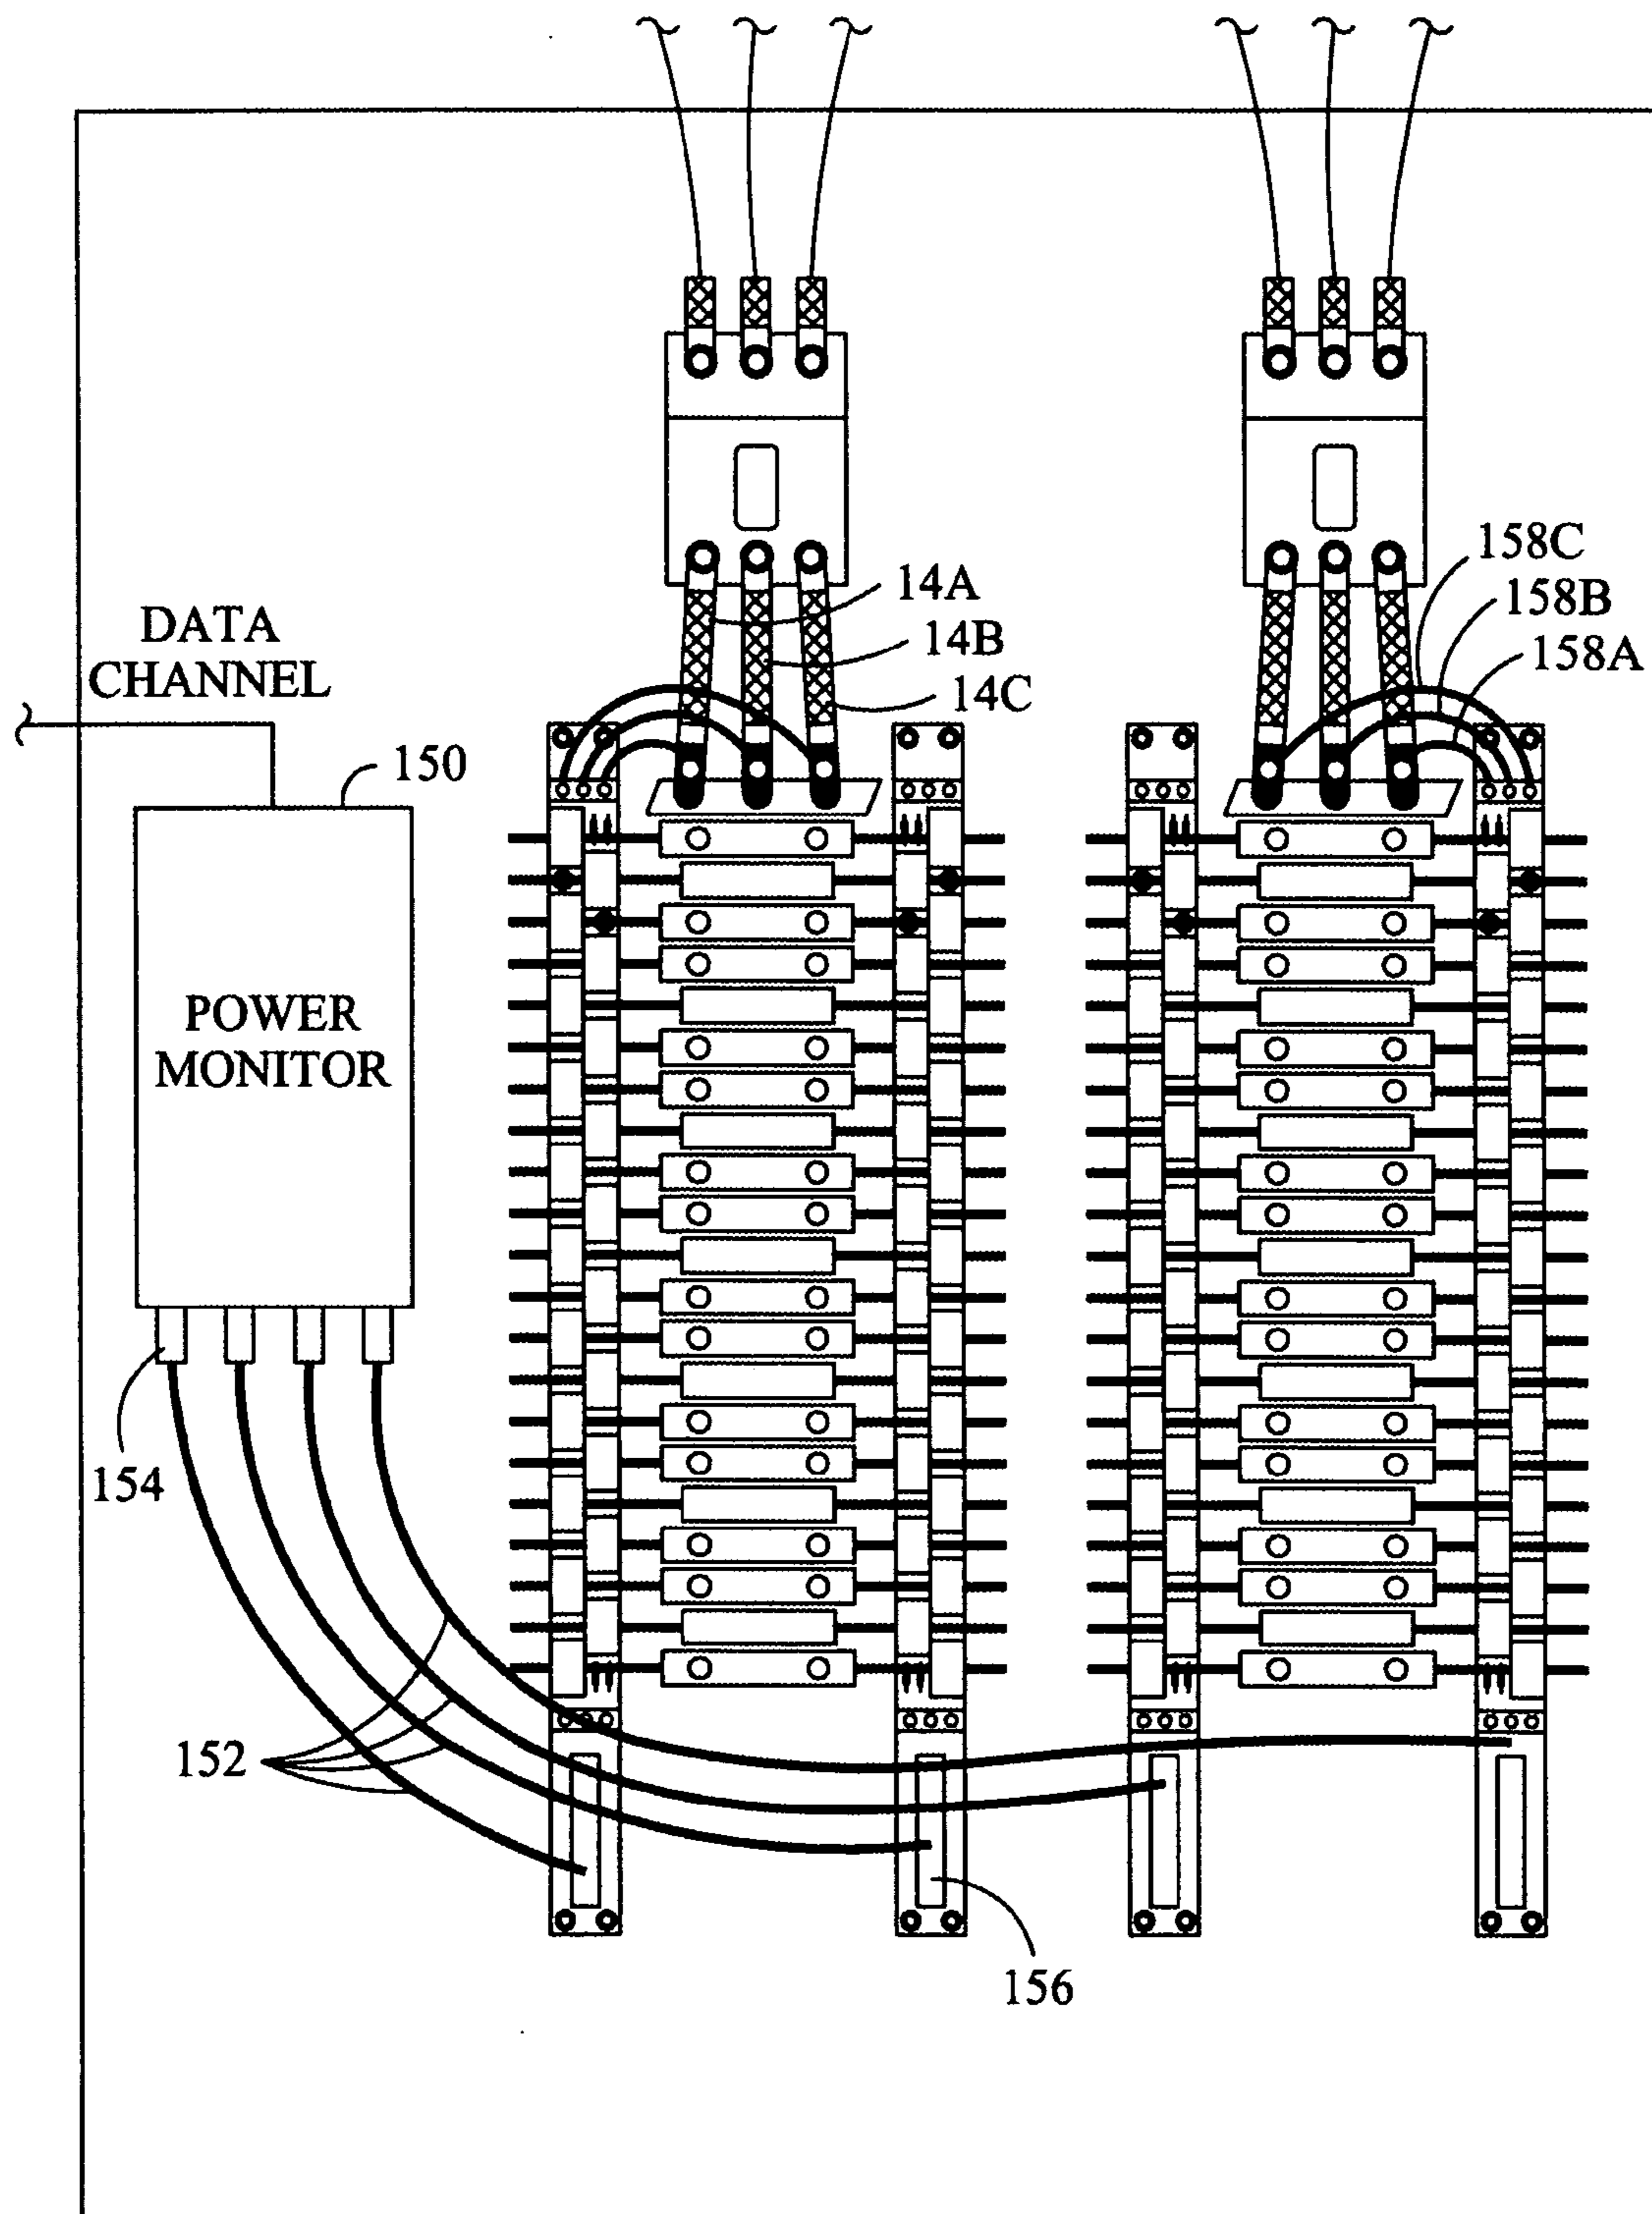 158C
14A
158B
DATA
CHANNEL
14B
158A
14C
150
POWER
MONITOR
154
152
156